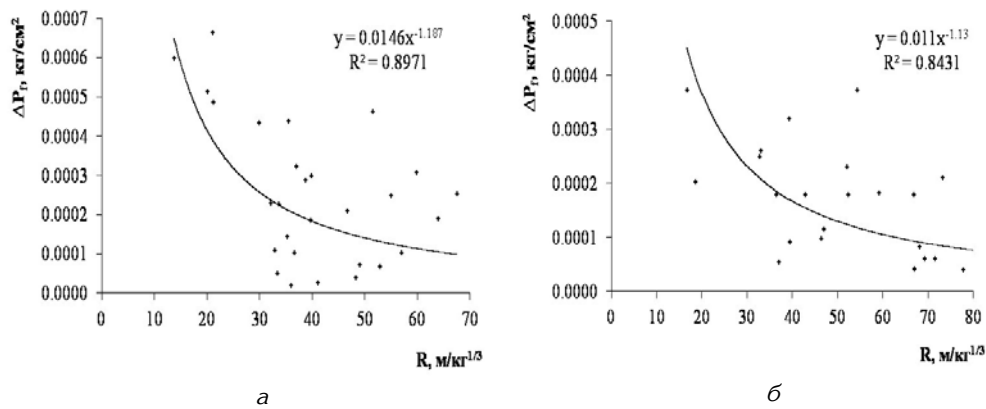 ΔPf, кг/см²
0.0007
0.0006
0.0005
0.0004
0.0003
0.0002
0.0001
0.0000
y = 0.0146x^-1.187
R² = 0.8971
0 10 20 30 40 50 60 70
R, м/кг^1/3
а
ΔPf, кг/см²
0.0005
0.0004
0.0003
0.0002
0.0001
0.0000
y = 0.011x^-1.13
R² = 0.8431
0 10 20 30 40 50 60 70 80
R, м/кг^1/3
б